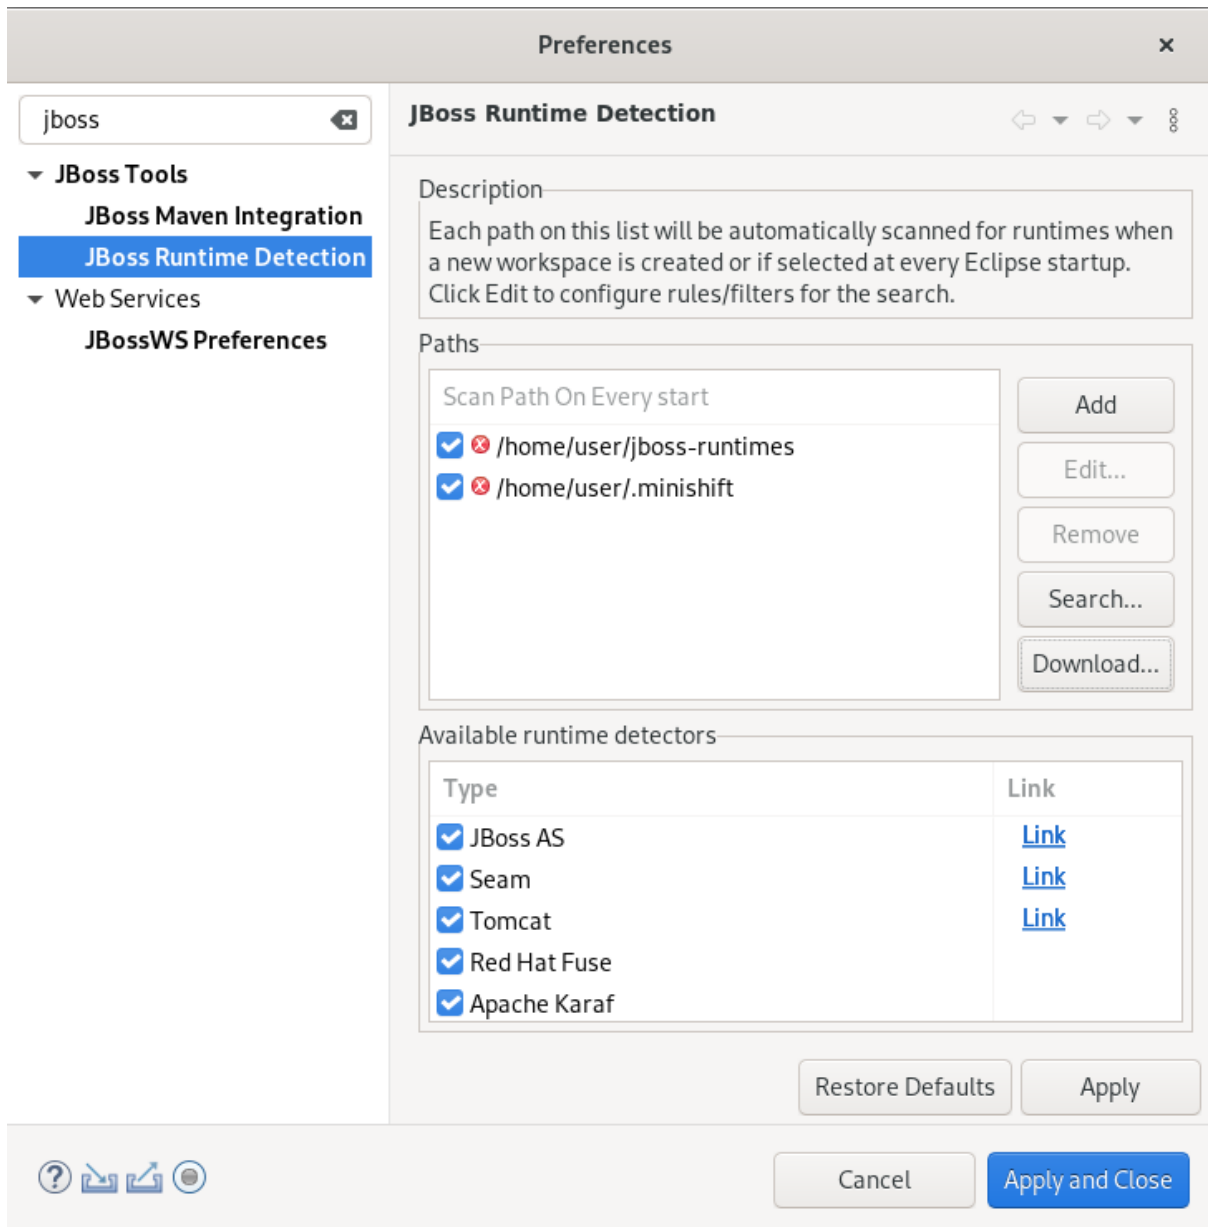 Preferences
jboss
JBoss Tools
JBoss Maven Integration
JBoss Runtime Detection
Web Services
JBossWS Preferences
JBoss Runtime Detection
Description
Each path on this list will be automatically scanned for runtimes when
a new workspace is created or if selected at every Eclipse startup.
Click Edit to configure rules/filters for the search.
Paths
Scan Path On Every start
/home/user/jboss-runtimes
/home/user/.minishift
Add
Edit...
Remove
Search...
Download...
Available runtime detectors
Type Link
JBoss AS Link
Seam Link
Tomcat Link
Red Hat Fuse
Apache Karaf
Restore Defaults
Apply
Cancel
Apply and Close